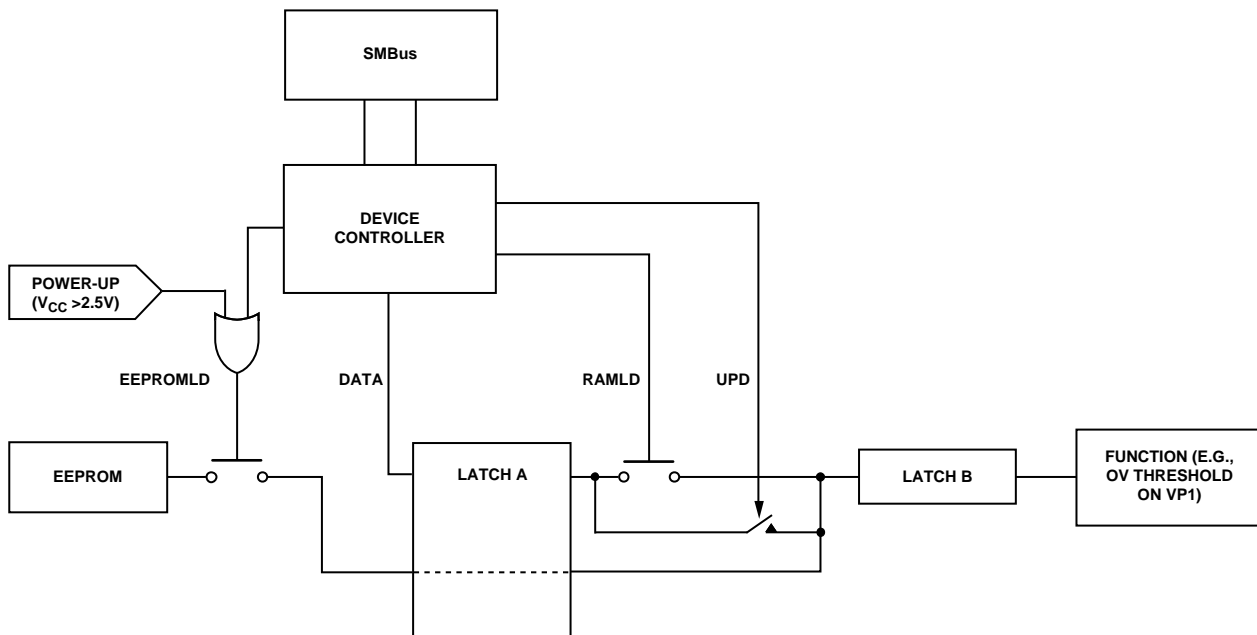 SMBus
DEVICE
CONTROLLER
POWER-UP
(VCC >2.5V)
EEPROMLD
DATA
RAMLD
UPD
EEPROM
LATCH A
LATCH B
FUNCTION (E.G.,
OV THRESHOLD
ON VP1)